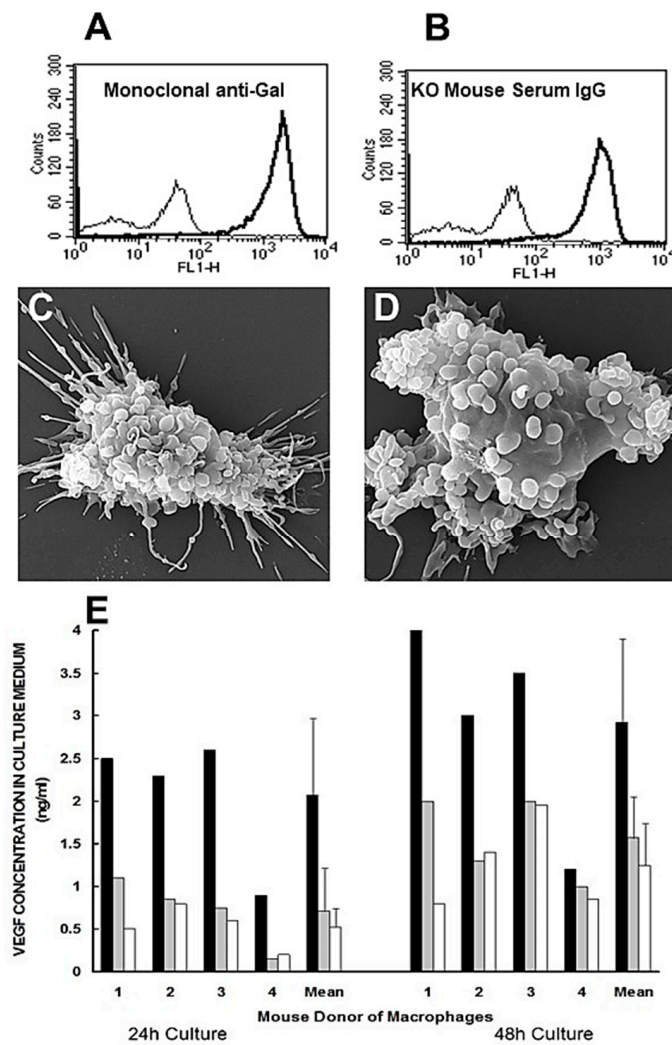 A
B
300
240
180
120
60
0
Counts
Monoclonal anti-Gal
10^0 10^1 10^2 10^3 10^4
FL1-H
300
240
180
120
60
0
Counts
KO Mouse Serum IgG
10^0 10^1 10^2 10^3 10^4
FL1-H
C
D
E
VEGF CONCENTRATION IN CULTURE MEDIUM
(ng/ml)
4
3.5
3
2.5
2
1.5
1
0.5
0
1 2 3 4 Mean 1 2 3 4 Mean
Mouse Donor of Macrophages
24h Culture 48h Culture